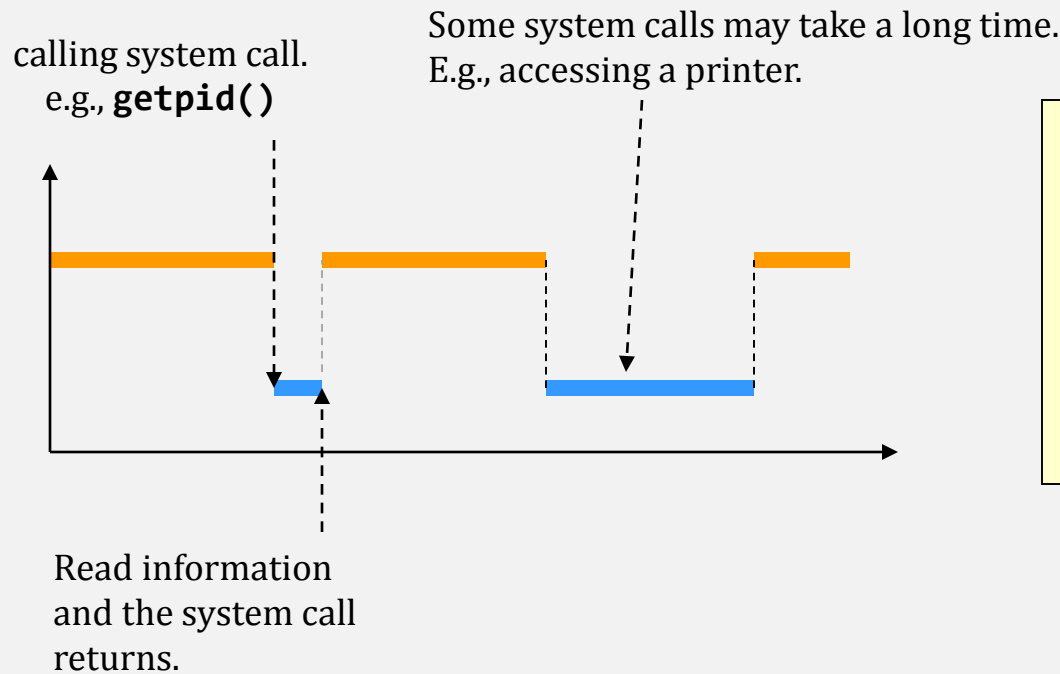 calling system call.
e.g., getpid()
Some system calls may take a long time.
E.g., accessing a printer.
Read information
and the system call
returns.